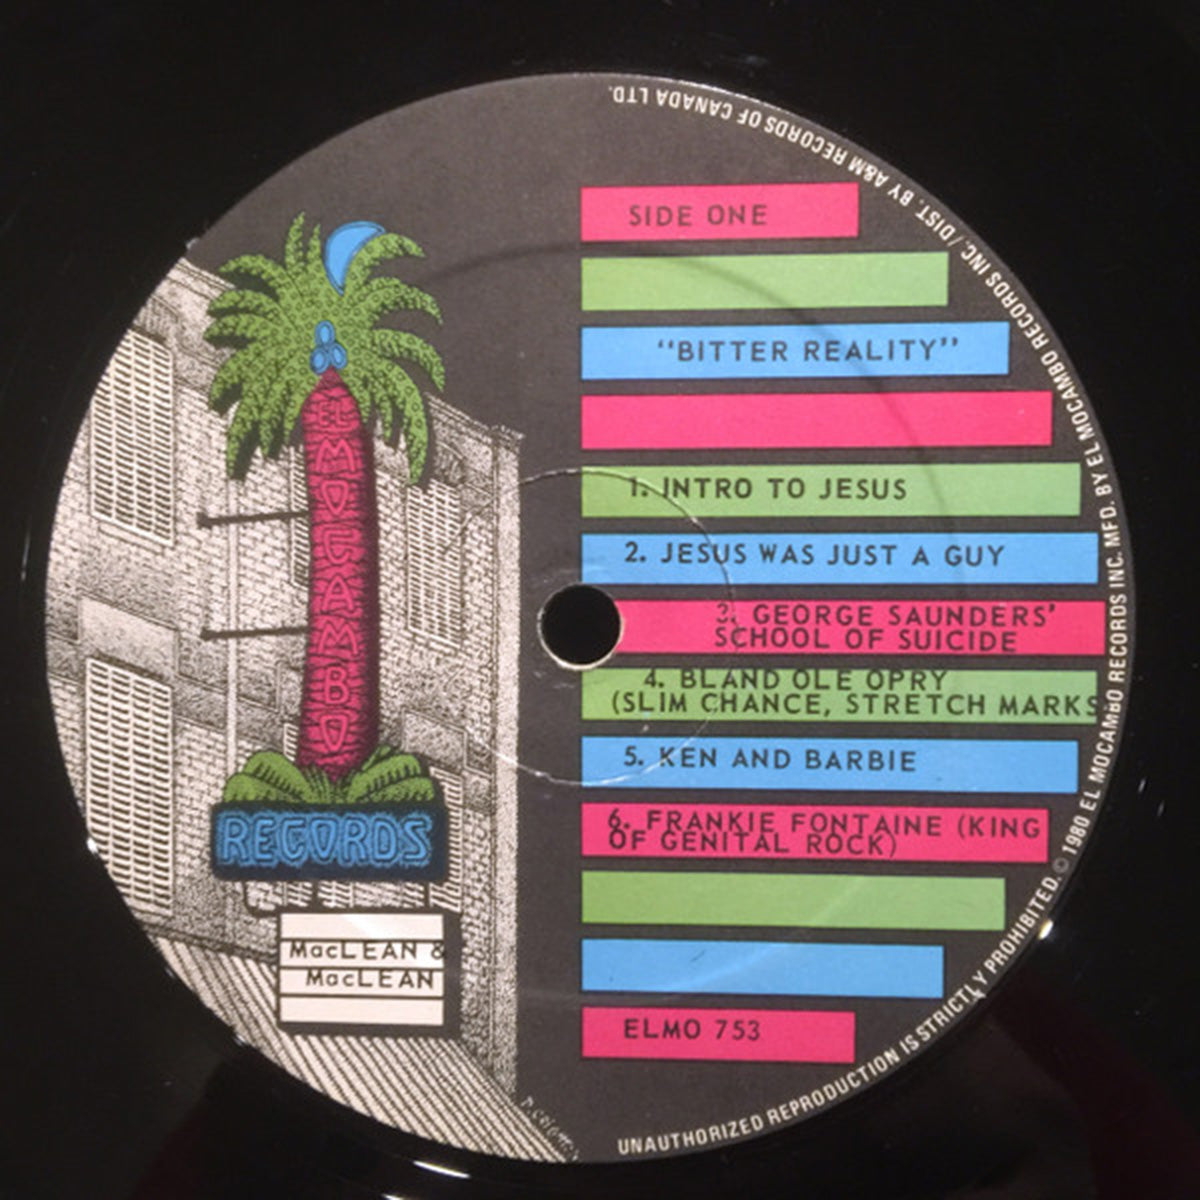 SIDE ONE
"BITTER REALITY"
1. INTRO TO JESUS
2. JESUS WAS JUST A GUY
3. GEORGE SAUNDERS'
SCHOOL OF SUICIDE
4. BLAND OLE OPRY
(SLIM CHANCE, STRETCH MARKS
5. KEN AND BARBIE
6. FRANKIE FONTAINE (KING
OF GENITAL ROCK)
ELMO 753
EL MOCAMBO
RECORDS
MacLEAN &
MacLEAN
UNAUTHORIZED REPRODUCTION IS STRICTLY PROHIBITED. © 1980 EL MOCAMBO RECORDS INC. MFD. BY EL MOCAMBO RECORDS INC./DIST. BY A&M RECORDS OF CANADA LTD.